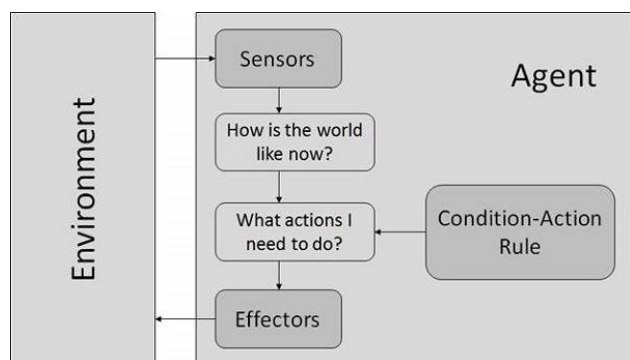 Environment
Agent
Sensors
How is the world
like now?
What actions I
need to do?
Condition-Action
Rule
Effectors